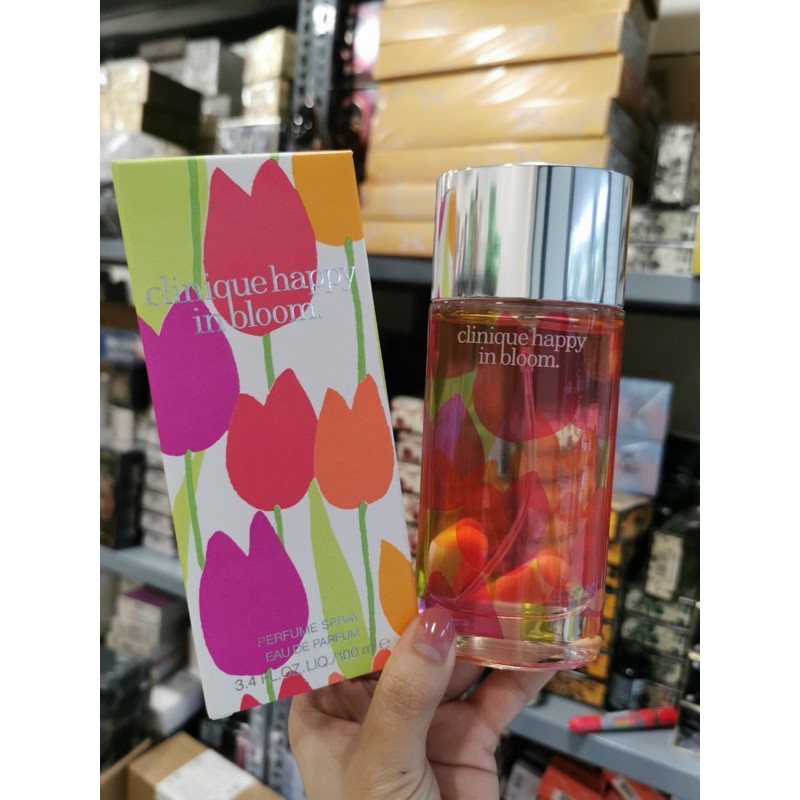 clinique happy
in bloom.
PERFUME SPRAY
EAU DE PARFUM
3.4 FL.OZ.LIQ./100 ml e
clinique happy
in bloom.